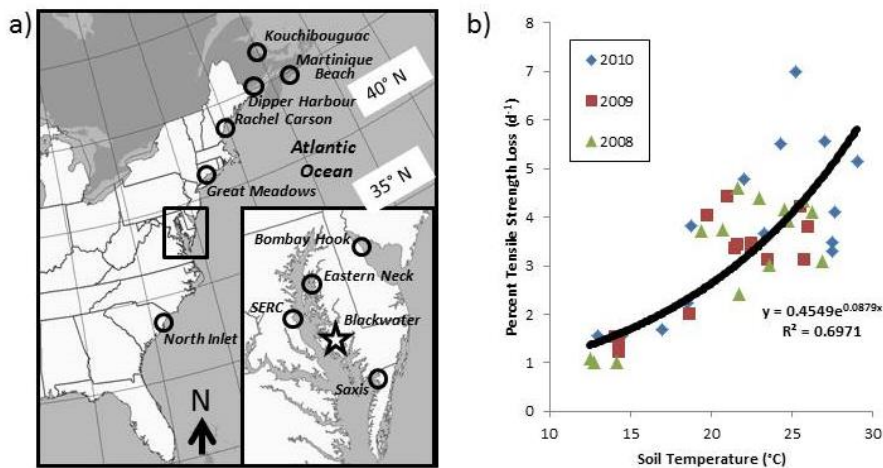 a)
Kouchibouguac
Martinique
Beach
Dipper Harbour
Rachel Carson
40° N
Atlantic
Ocean
35° N
Great Meadows
Bombay Hook
Eastern Neck
SERC
Blackwater
North Inlet
Saxis
N
b)
Percent Tensile Strength Loss (d⁻¹)
8
7
6
5
4
3
2
1
0
2010
2009
2008
y = 0.4549e^0.0879x
R² = 0.6971
10 15 20 25 30
Soil Temperature (°C)